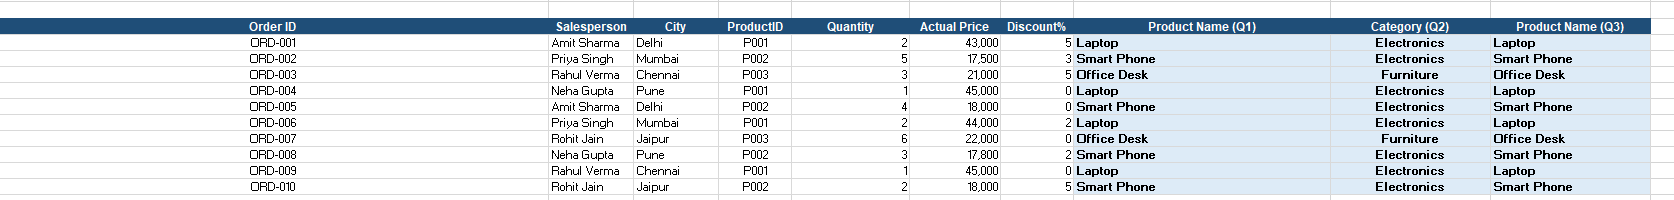 Order ID Salesperson City ProductID Quantity Actual Price Discount% Product Name (Q1) Category (Q2) Product Name (Q3)
ORD-001 Amit Sharma Delhi P001 2 43,000 5 Laptop Electronics Laptop
ORD-002 Priya Singh Mumbai P002 5 17,500 3 Smart Phone Electronics Smart Phone
ORD-003 Rahul Verma Chennai P003 3 21,000 5 Office Desk Furniture Office Desk
ORD-004 Neha Gupta Pune P001 1 45,000 0 Laptop Electronics Laptop
ORD-005 Amit Sharma Delhi P002 4 18,000 0 Smart Phone Electronics Smart Phone
ORD-006 Priya Singh Mumbai P001 2 44,000 2 Laptop Electronics Laptop
ORD-007 Rohit Jain Jaipur P003 6 22,000 0 Office Desk Furniture Office Desk
ORD-008 Neha Gupta Pune P002 3 17,800 2 Smart Phone Electronics Smart Phone
ORD-009 Rahul Verma Chennai P001 1 45,000 0 Laptop Electronics Laptop
ORD-010 Rohit Jain Jaipur P002 2 18,000 5 Smart Phone Electronics Smart Phone